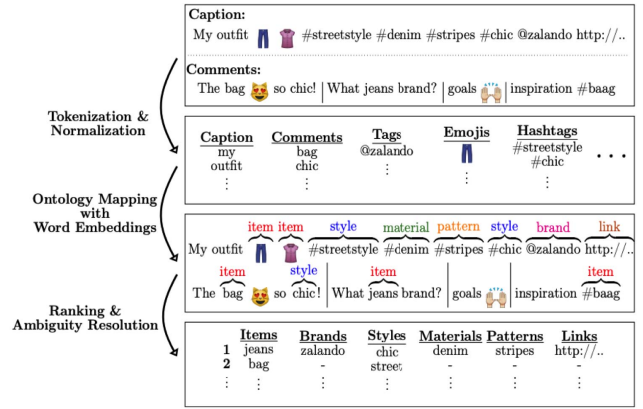 Caption:
My outfit 👖 👚 #streetstyle #denim #stripes #chic @zalando http://..
Comments:
The bag 😻 so chic! | What jeans brand? | goals 🙌 | inspiration #baag
Tokenization &
Normalization
Caption Comments Tags Emojis Hashtags
my bag @zalando 👖 #streetstyle
outfit chic ⋮ #chic ...
⋮ ⋮ ⋮ ⋮
Ontology Mapping
with
Word Embeddings
item item style material pattern style brand link
My outfit 👖 👚 #streetstyle #denim #stripes #chic @zalando http://..
item style item item
The bag 😻 so chic! | What jeans brand? | goals 🙌 | inspiration #baag
Ranking &
Ambiguity Resolution
Items Brands Styles Materials Patterns Links
1 jeans zalando chic denim stripes http://..
2 bag - street - - -
⋮ ⋮ ⋮ ⋮ ⋮ ⋮ ⋮